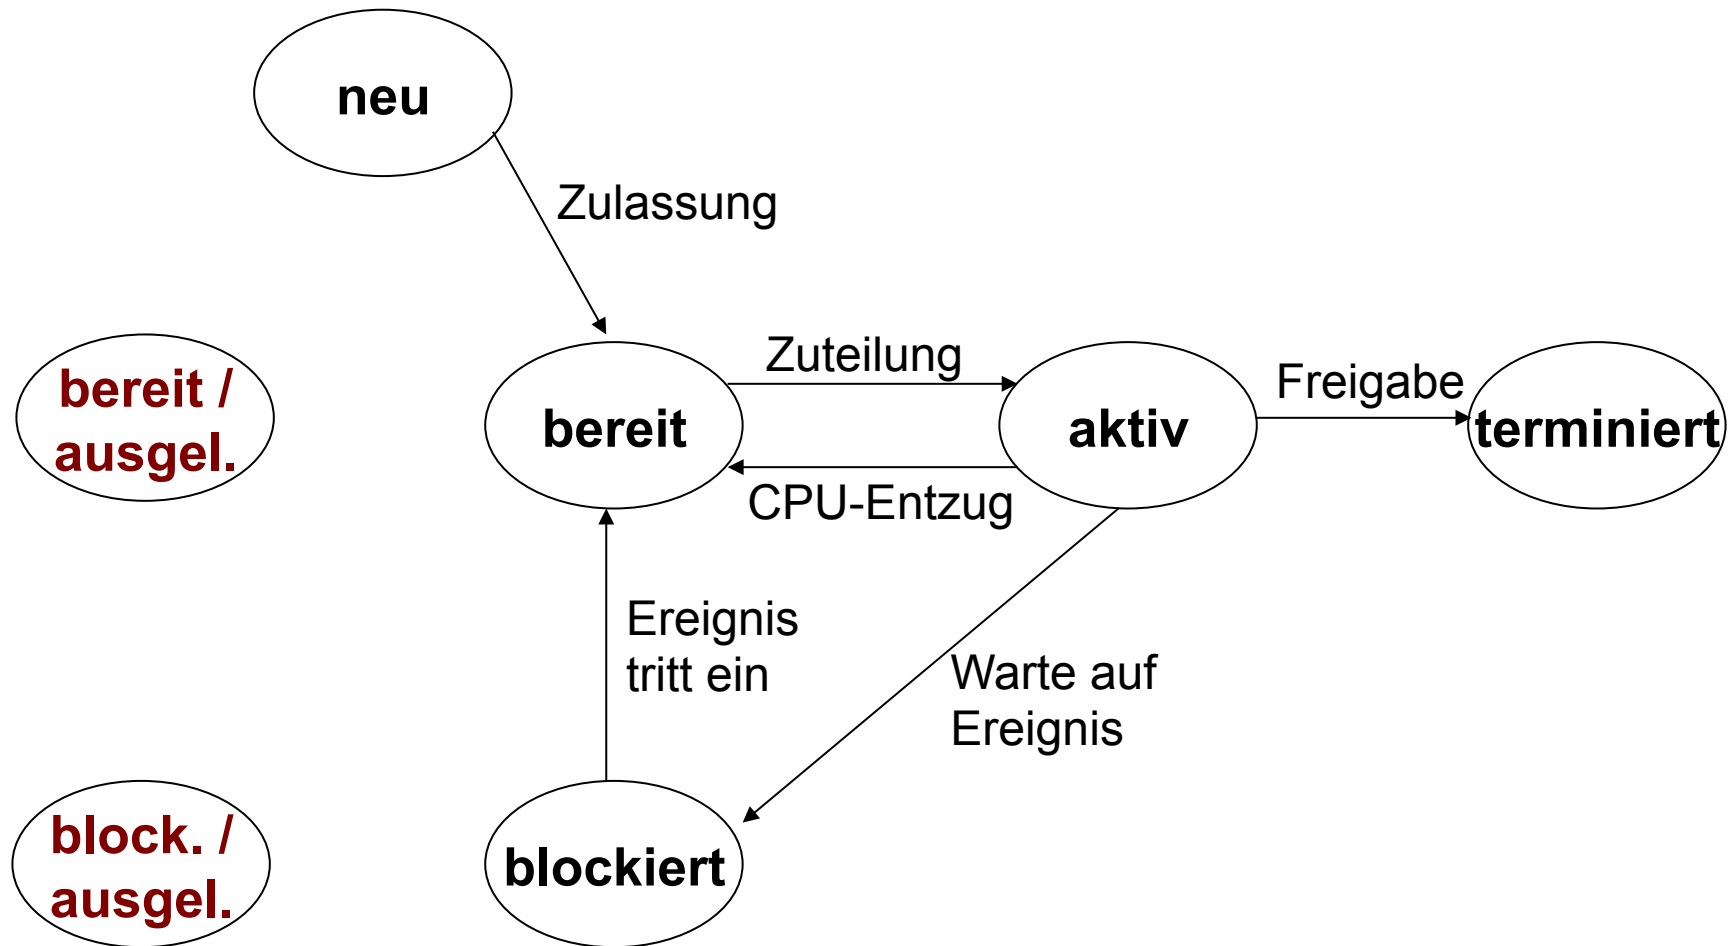 neu
Zulassung
bereit /
ausgel.
bereit
Zuteilung
CPU-Entzug
aktiv
Freigabe
terminiert
Ereignis
tritt ein
Warte auf
Ereignis
block. /
ausgel.
blockiert